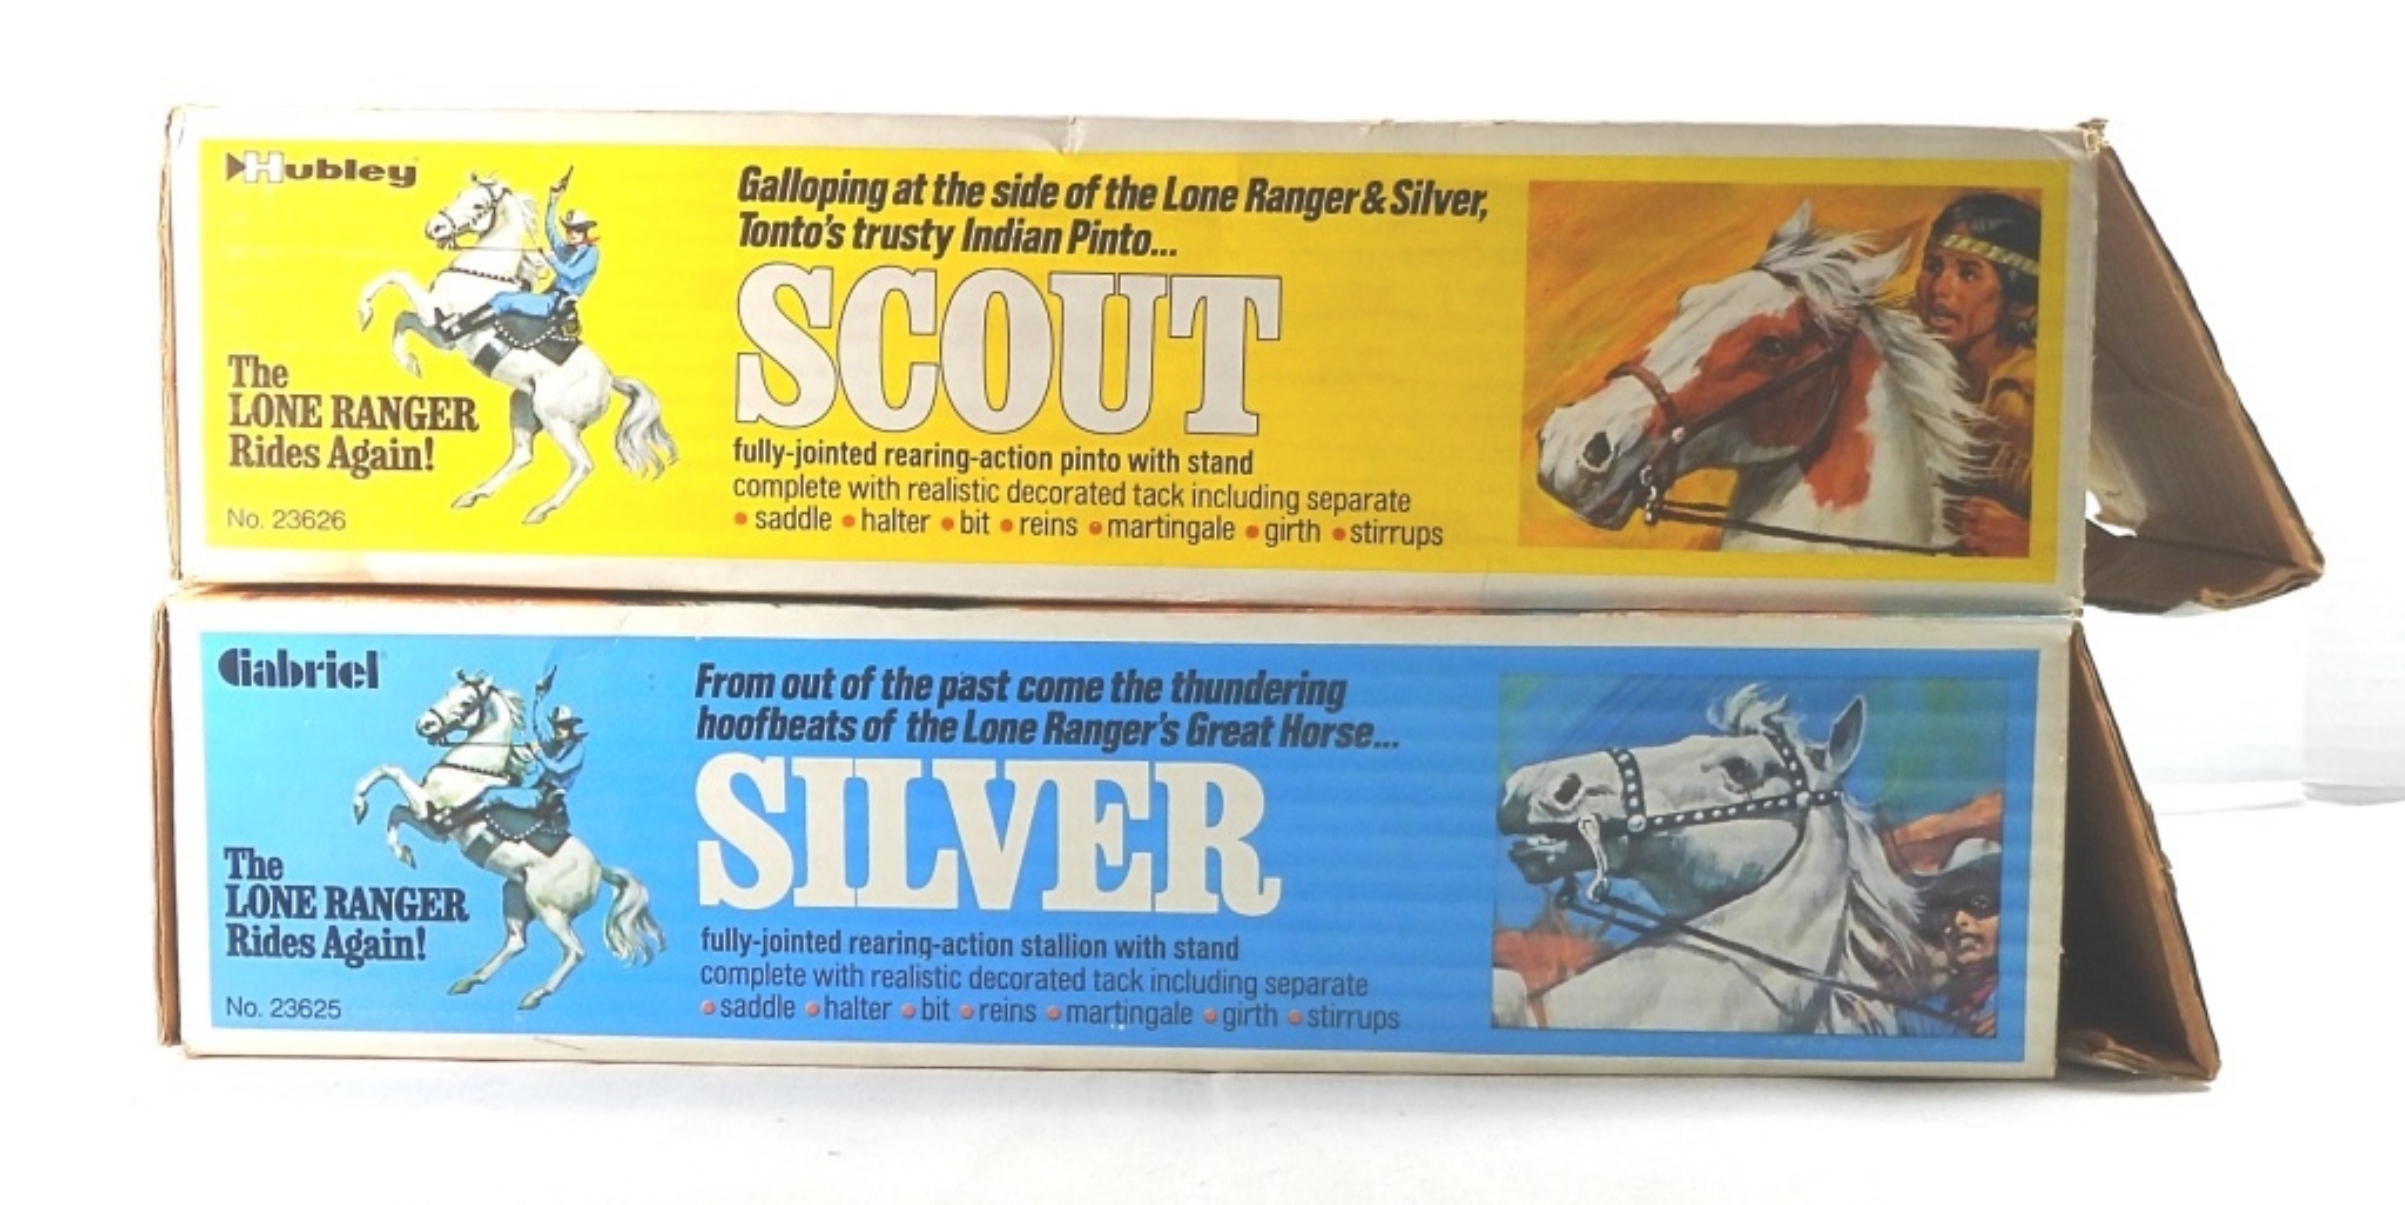 Hubley
The
LONE RANGER
Rides Again!
No. 23626
Galloping at the side of the Lone Ranger & Silver,
Tonto's trusty Indian Pinto...
SCOUT
fully-jointed rearing-action pinto with stand
complete with realistic decorated tack including separate
• saddle • halter • bit • reins • martingale • girth • stirrups
Gabriel
The
LONE RANGER
Rides Again!
No. 23625
From out of the past come the thundering
hoofbeats of the Lone Ranger's Great Horse...
SILVER
fully-jointed rearing-action stallion with stand
complete with realistic decorated tack including separate
• saddle • halter • bit • reins • martingale • girth • stirrups